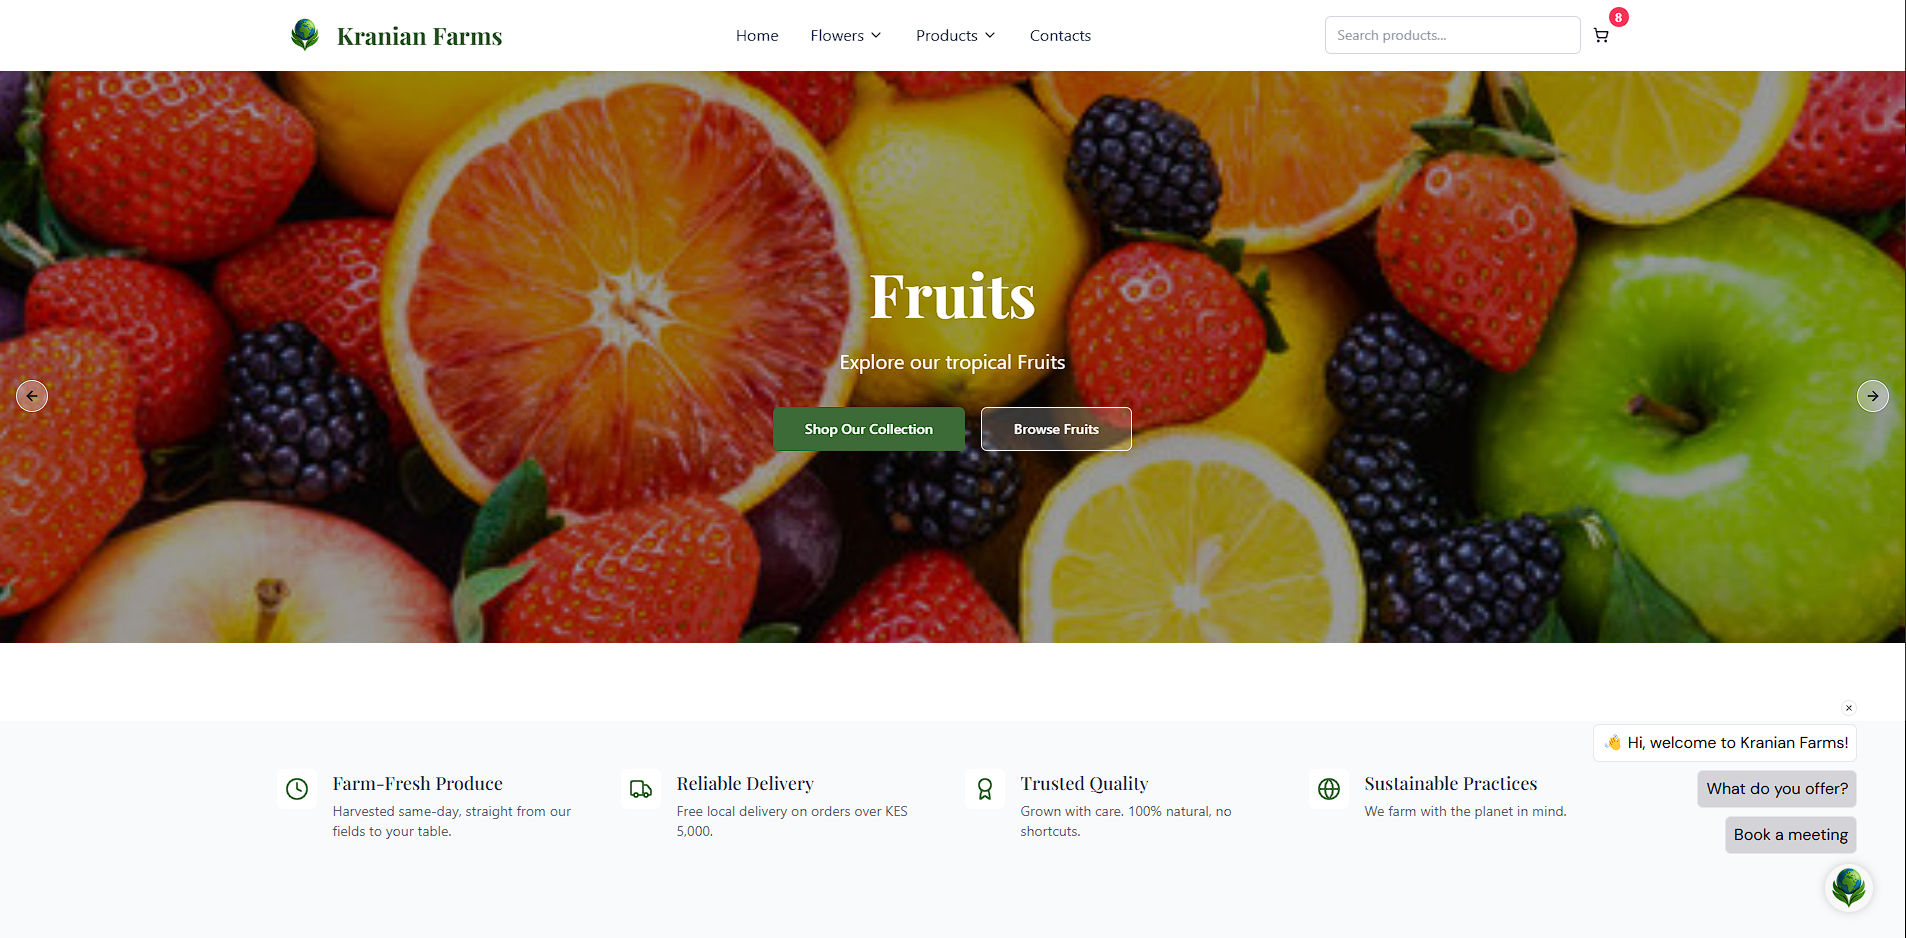 Kranian Farms
Home
Flowers
Products
Contacts
Search products...
8
Fruits
Explore our tropical Fruits
Shop Our Collection
Browse Fruits
Farm-Fresh Produce
Harvested same-day, straight from our
fields to your table.
Reliable Delivery
Free local delivery on orders over KES
5,000.
Trusted Quality
Grown with care. 100% natural, no
shortcuts.
Sustainable Practices
We farm with the planet in mind.
👋 Hi, welcome to Kranian Farms!
What do you offer?
Book a meeting